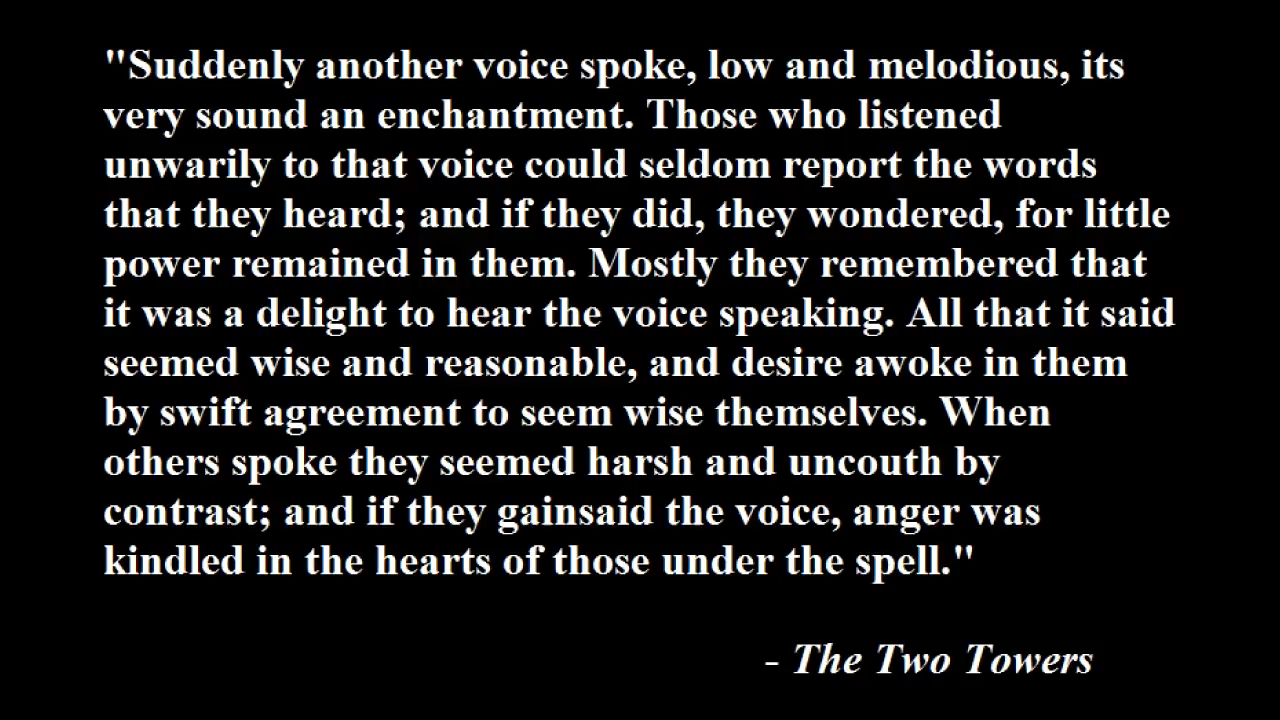 "Suddenly another voice spoke, low and melodious, its
very sound an enchantment. Those who listened
unwarily to that voice could seldom report the words
that they heard; and if they did, they wondered, for little
power remained in them. Mostly they remembered that
it was a delight to hear the voice speaking. All that it said
seemed wise and reasonable, and desire awoke in them
by swift agreement to seem wise themselves. When
others spoke they seemed harsh and uncouth by
contrast; and if they gainsaid the voice, anger was
kindled in the hearts of those under the spell."
- The Two Towers